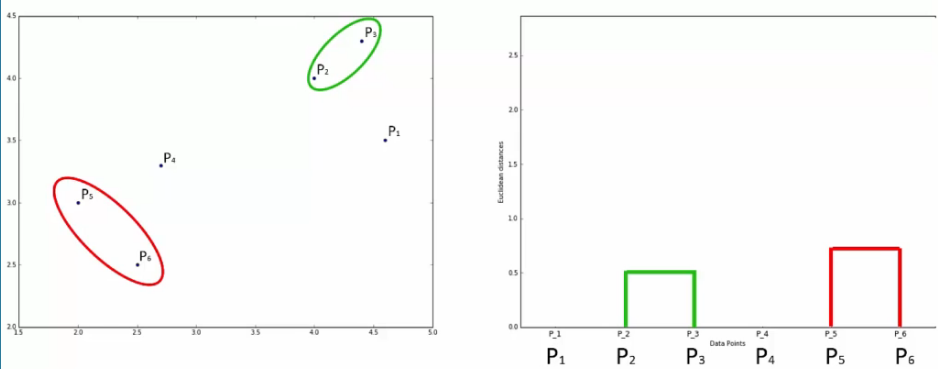 4.5
4.0
3.5
3.0
2.5
2.0
1.5
2.0
2.5
3.0
3.5
4.0
4.5
5.0
P₃
P₂
P₁
P₄
P₅
P₆
Euclidean distances
2.5
2.0
1.5
1.0
0.5
0.0
P_1 P_2 P_3 P_4 P_5 P_6
Data Points
P₁ P₂ P₃ P₄ P₅ P₆